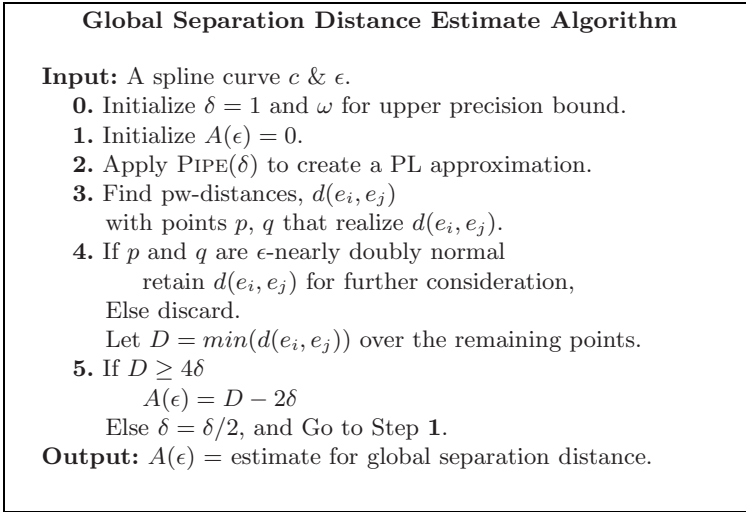 Global Separation Distance Estimate Algorithm
Input: A spline curve c & ϵ.
0. Initialize δ = 1 and ω for upper precision bound.
1. Initialize A(ϵ) = 0.
2. Apply PIPE(δ) to create a PL approximation.
3. Find pw-distances, d(e_i, e_j)
with points p, q that realize d(e_i, e_j).
4. If p and q are ϵ-nearly doubly normal
retain d(e_i, e_j) for further consideration,
Else discard.
Let D = min(d(e_i, e_j)) over the remaining points.
5. If D ≥ 4δ
A(ϵ) = D − 2δ
Else δ = δ/2, and Go to Step 1.
Output: A(ϵ) = estimate for global separation distance.